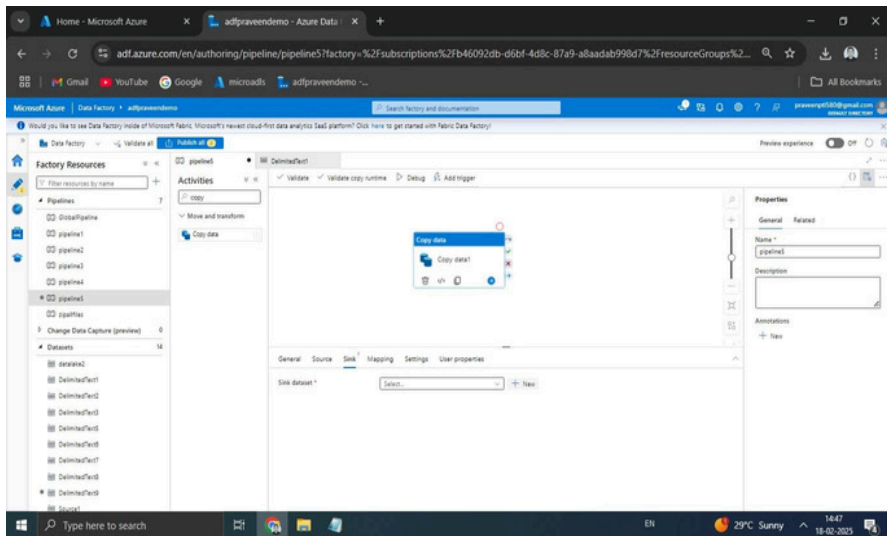 Home - Microsoft Azure
adfpraveendemo - Azure Data
adf.azure.com/en/authoring/pipeline/pipeline5?factory=%2Fsubscriptions%2Fb46092db-d6bf-4d8c-87a9-a8aadab998d7%2FresourceGroups%2...
Gmail YouTube Google microadls adfpraveendemo -... All Bookmarks
Microsoft Azure | Data Factory adfpraveendemo Search factory and documentation praveenptl580@gmail.com
DEFAULT DIRECTORY
Would you like to see Data Factory inside of Microsoft Fabric, Microsoft's newest cloud-first data analytics SaaS platform? Click here to get started with Fabric Data Factory!
Data Factory Validate all Publish all Preview experience Off
Factory Resources
Filter resources by name
Pipelines 7
GlobalPipeline
pipeline1
pipeline2
pipeline3
pipeline4
pipeline5
Change Data Capture (preview) 0
Datasets 14
datalake2
DelimitedText1
DelimitedText2
DelimitedText3
DelimitedText5
DelimitedText6
DelimitedText7
DelimitedText8
DelimitedText9
Source1
pipeline5
DelimitedText1
Activities
copy
Move and transform
Copy data
Validate Validate copy runtime Debug Add trigger
Copy data
Copy data1
General Source Sink Mapping Settings User properties
Sink dataset * Select... New
Properties
General Related
Name *
pipeline5
Description
Annotations
New
Type here to search
EN
29°C Sunny
14:47
18-02-2025